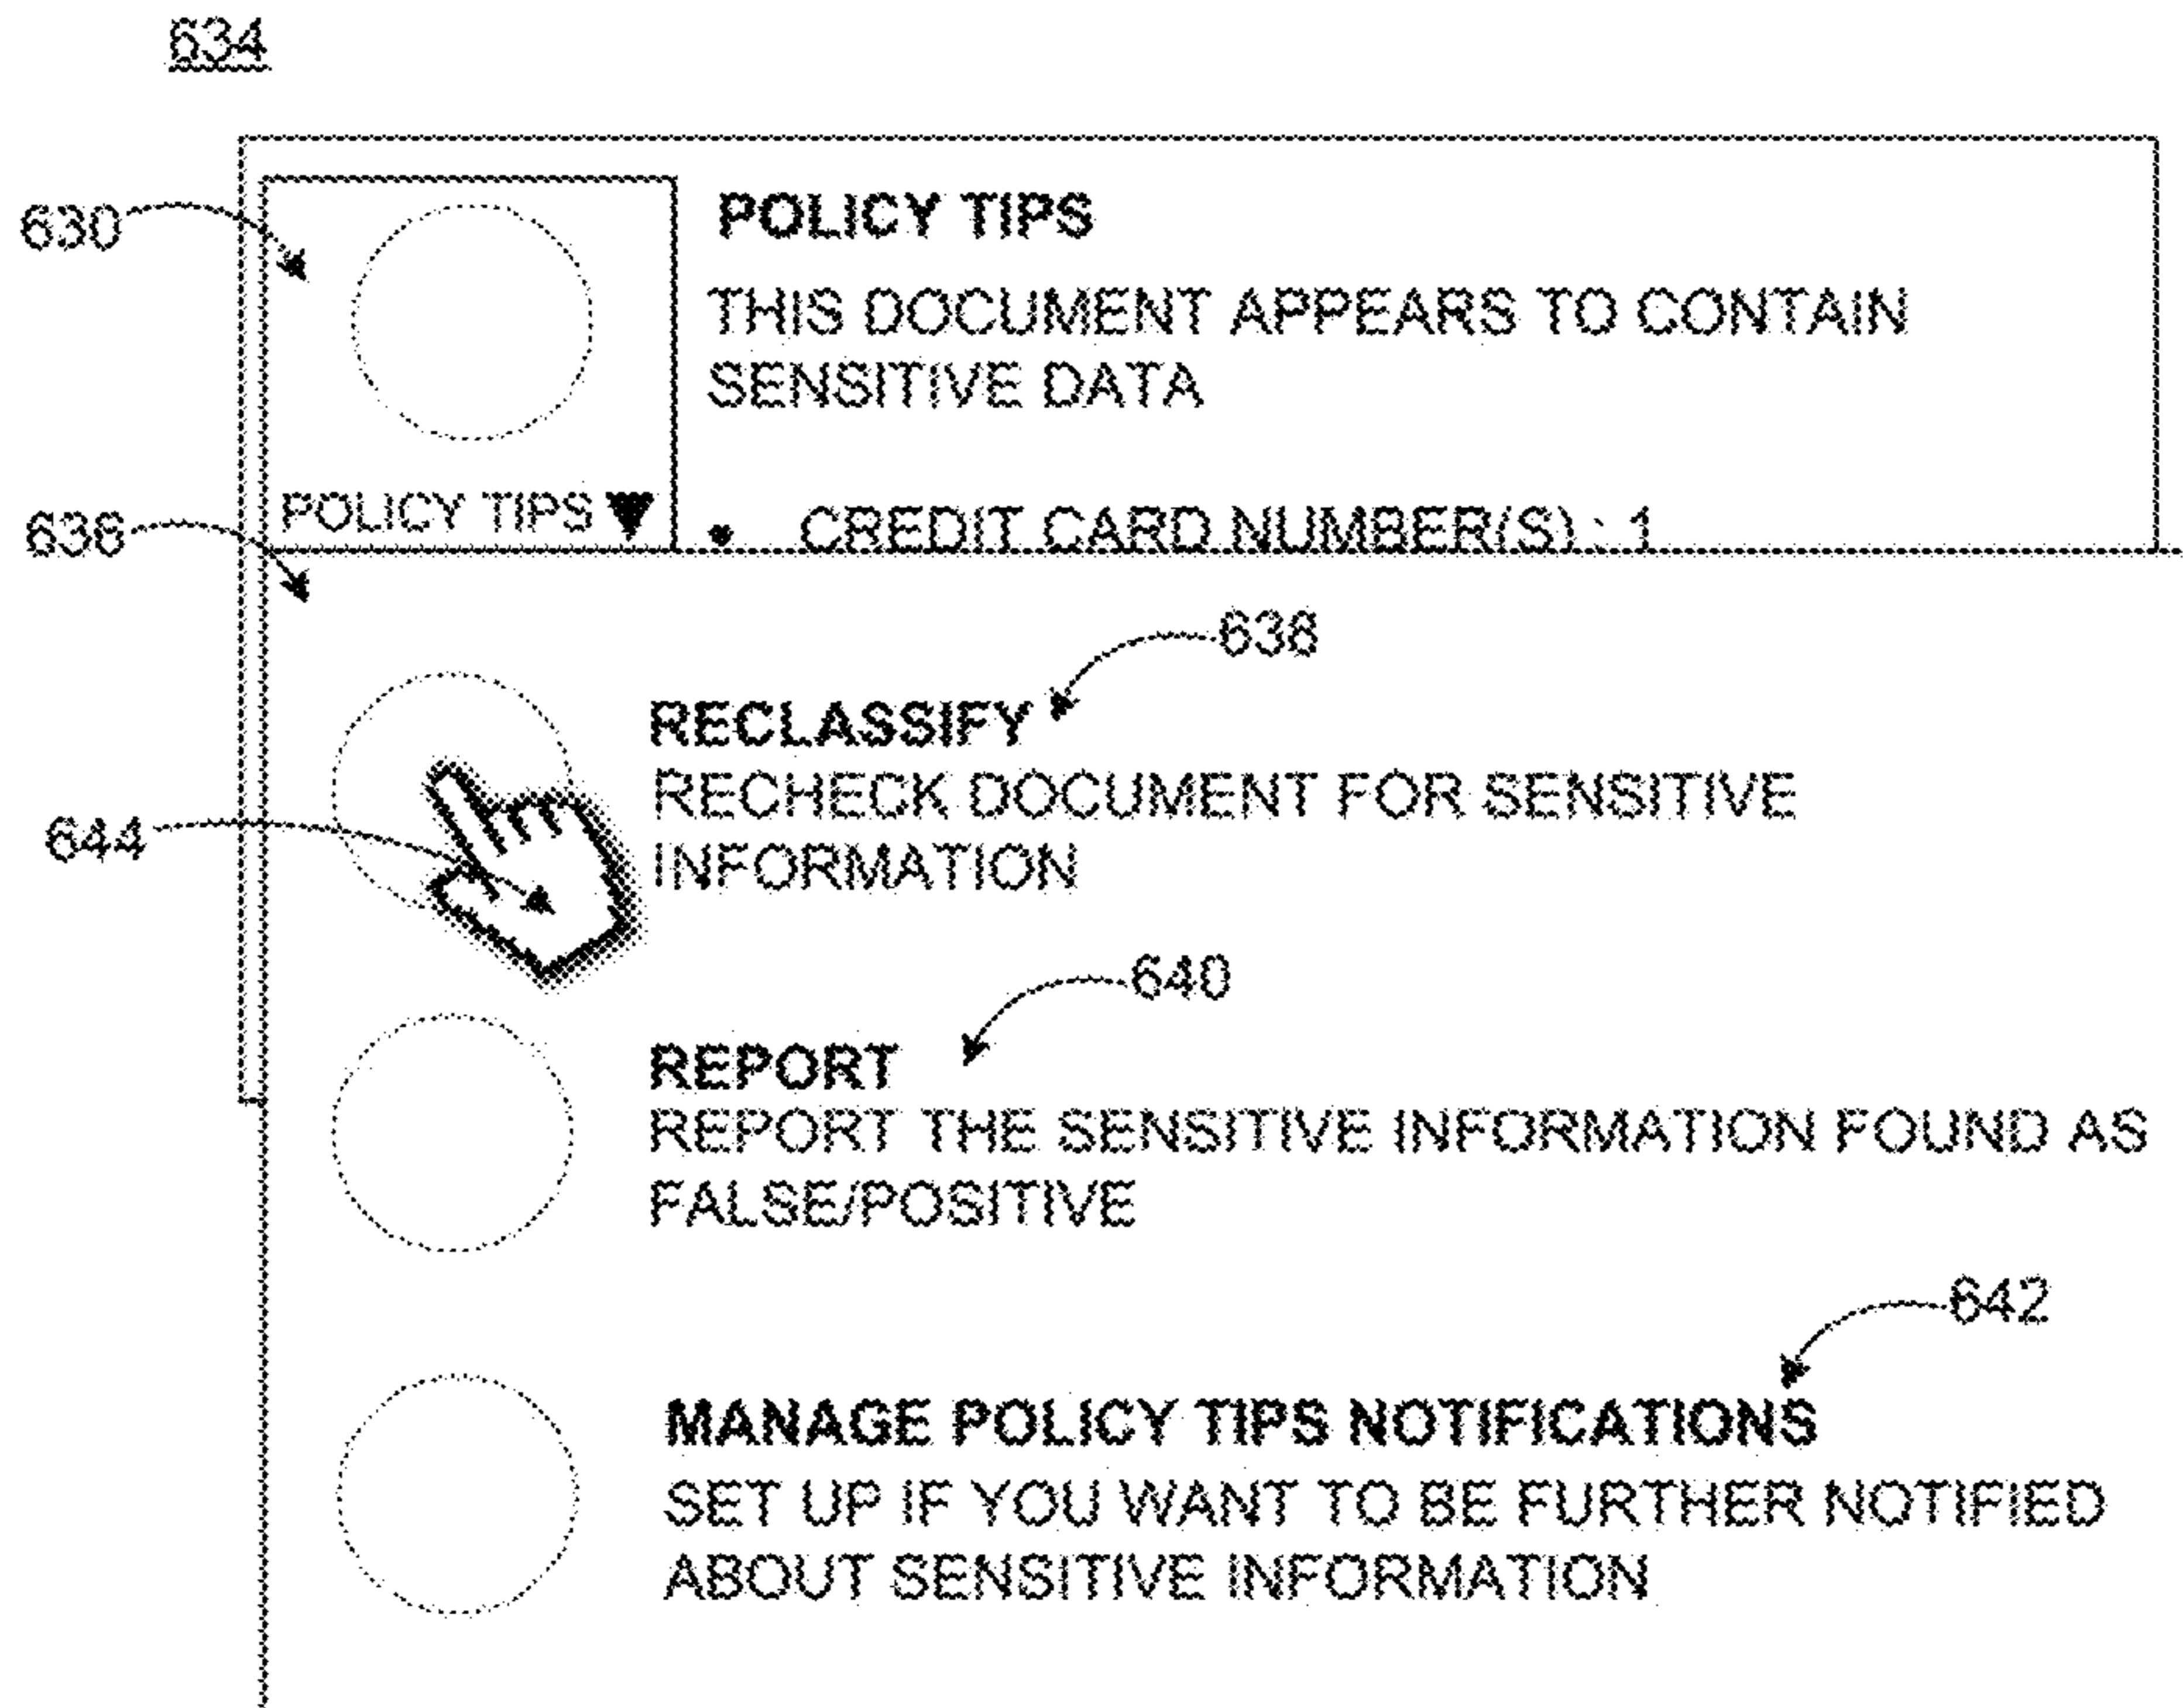 634
630
POLICY TIPS
THIS DOCUMENT APPEARS TO CONTAIN
SENSITIVE DATA
POLICY TIPS
• CREDIT CARD NUMBER(S) : 1
636
638
RECLASSIFY
RECHECK DOCUMENT FOR SENSITIVE
INFORMATION
644
640
REPORT
REPORT THE SENSITIVE INFORMATION FOUND AS
FALSE/POSITIVE
642
MANAGE POLICY TIPS NOTIFICATIONS
SET UP IF YOU WANT TO BE FURTHER NOTIFIED
ABOUT SENSITIVE INFORMATION